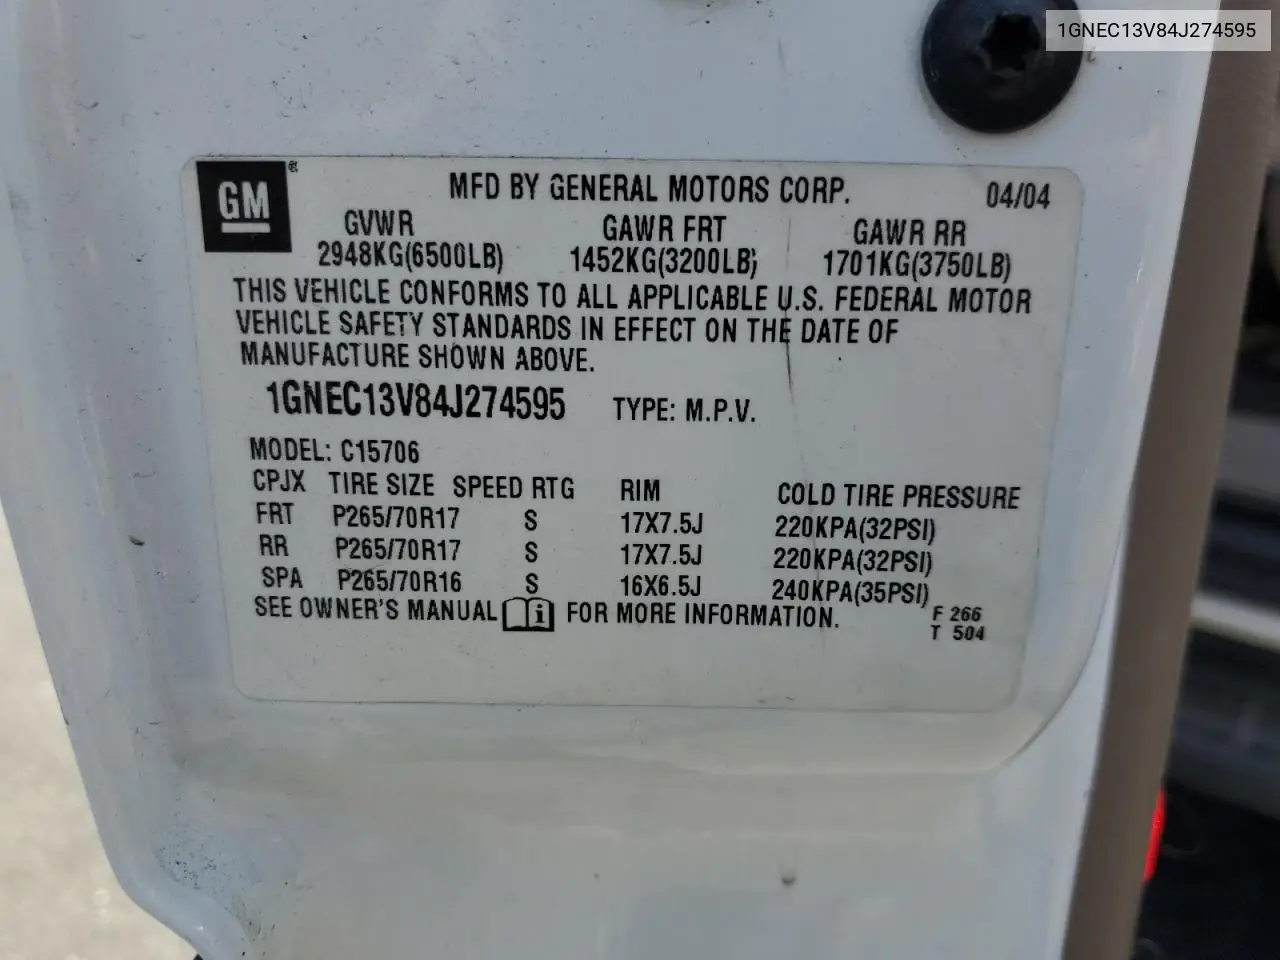 1GNEC13V84J274595
GM ®
MFD BY GENERAL MOTORS CORP. 04/04
GVWR GAWR FRT GAWR RR
2948KG(6500LB) 1452KG(3200LB) 1701KG(3750LB)
THIS VEHICLE CONFORMS TO ALL APPLICABLE U.S. FEDERAL MOTOR
VEHICLE SAFETY STANDARDS IN EFFECT ON THE DATE OF
MANUFACTURE SHOWN ABOVE.
1GNEC13V84J274595 TYPE: M.P.V.
MODEL: C15706
CPJX TIRE SIZE SPEED RTG RIM COLD TIRE PRESSURE
FRT P265/70R17 S 17X7.5J 220KPA(32PSI)
RR P265/70R17 S 17X7.5J 220KPA(32PSI)
SPA P265/70R16 S 16X6.5J 240KPA(35PSI)
SEE OWNER'S MANUAL i FOR MORE INFORMATION.
F 266
T 504